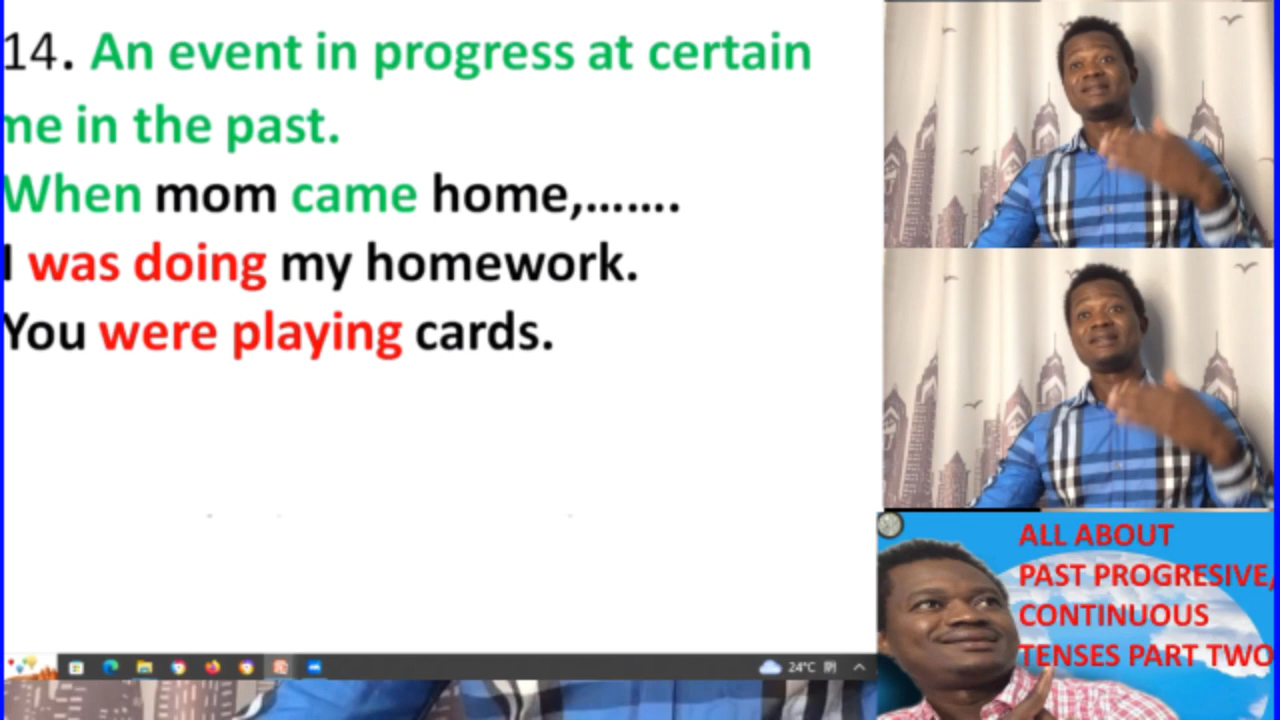 14. An event in progress at certain
me in the past.
When mom came home,.......
I was doing my homework.
You were playing cards.
ALL ABOUT
PAST PROGRESIVE,
CONTINUOUS
TENSES PART TWO
24°C 阴